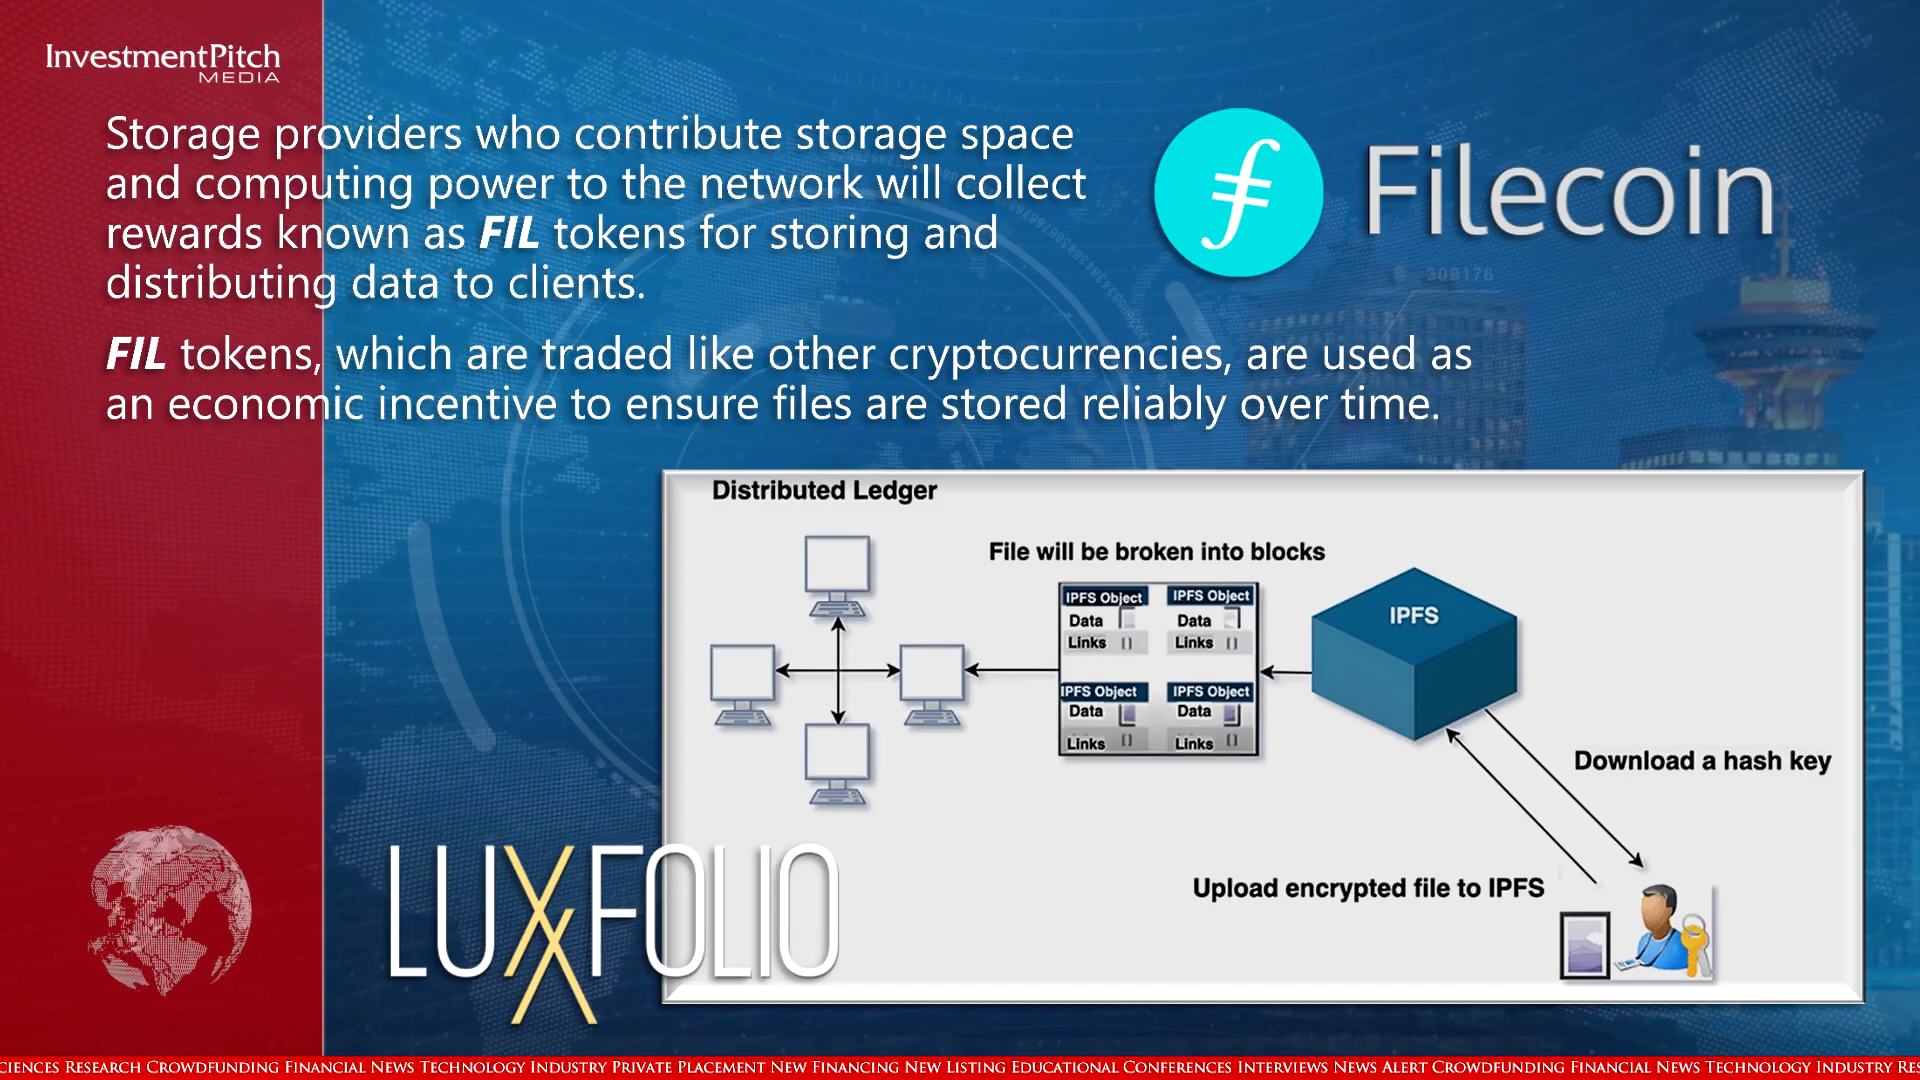 InvestmentPitch
MEDIA
Storage providers who contribute storage space
and computing power to the network will collect
rewards known as FIL tokens for storing and
distributing data to clients.
Filecoin
309176
FIL tokens, which are traded like other cryptocurrencies, are used as
an economic incentive to ensure files are stored reliably over time.
Distributed Ledger
File will be broken into blocks
IPFS Object
Data
Links []
IPFS Object
Data
Links []
IPFS Object
Data
Links []
IPFS Object
Data
Links []
IPFS
Download a hash key
Upload encrypted file to IPFS
LUXXFOLIO
CIENCES RESEARCH CROWDFUNDING FINANCIAL NEWS TECHNOLOGY INDUSTRY PRIVATE PLACEMENT NEW FINANCING NEW LISTING EDUCATIONAL CONFERENCES INTERVIEWS NEWS ALERT CROWDFUNDING FINANCIAL NEWS TECHNOLOGY INDUSTRY RES